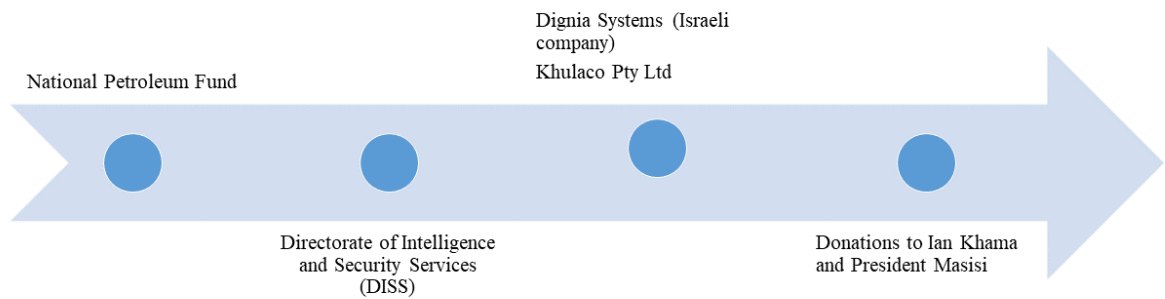 National Petroleum Fund
Directorate of Intelligence
and Security Services
(DISS)
Dignia Systems (Israeli
company)
Khulaco Pty Ltd
Donations to Ian Khama
and President Masisi